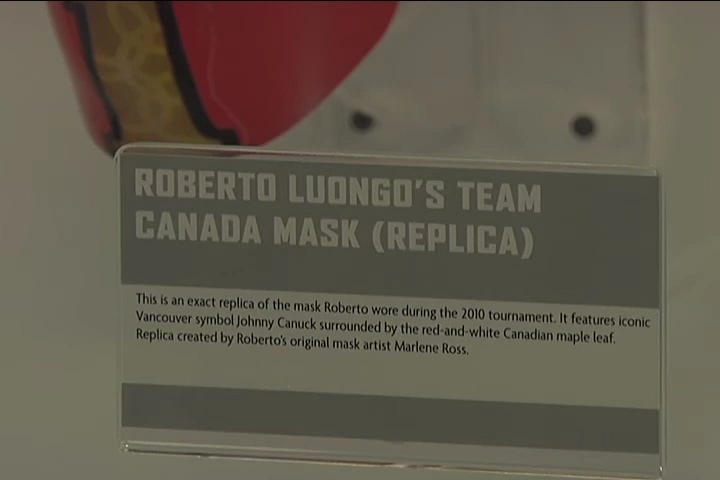 ROBERTO LUONGO'S TEAM
CANADA MASK (REPLICA)
This is an exact replica of the mask Roberto wore during the 2010 tournament. It features iconic
Vancouver symbol Johnny Canuck surrounded by the red-and-white Canadian maple leaf.
Replica created by Roberto's original mask artist Marlene Ross.